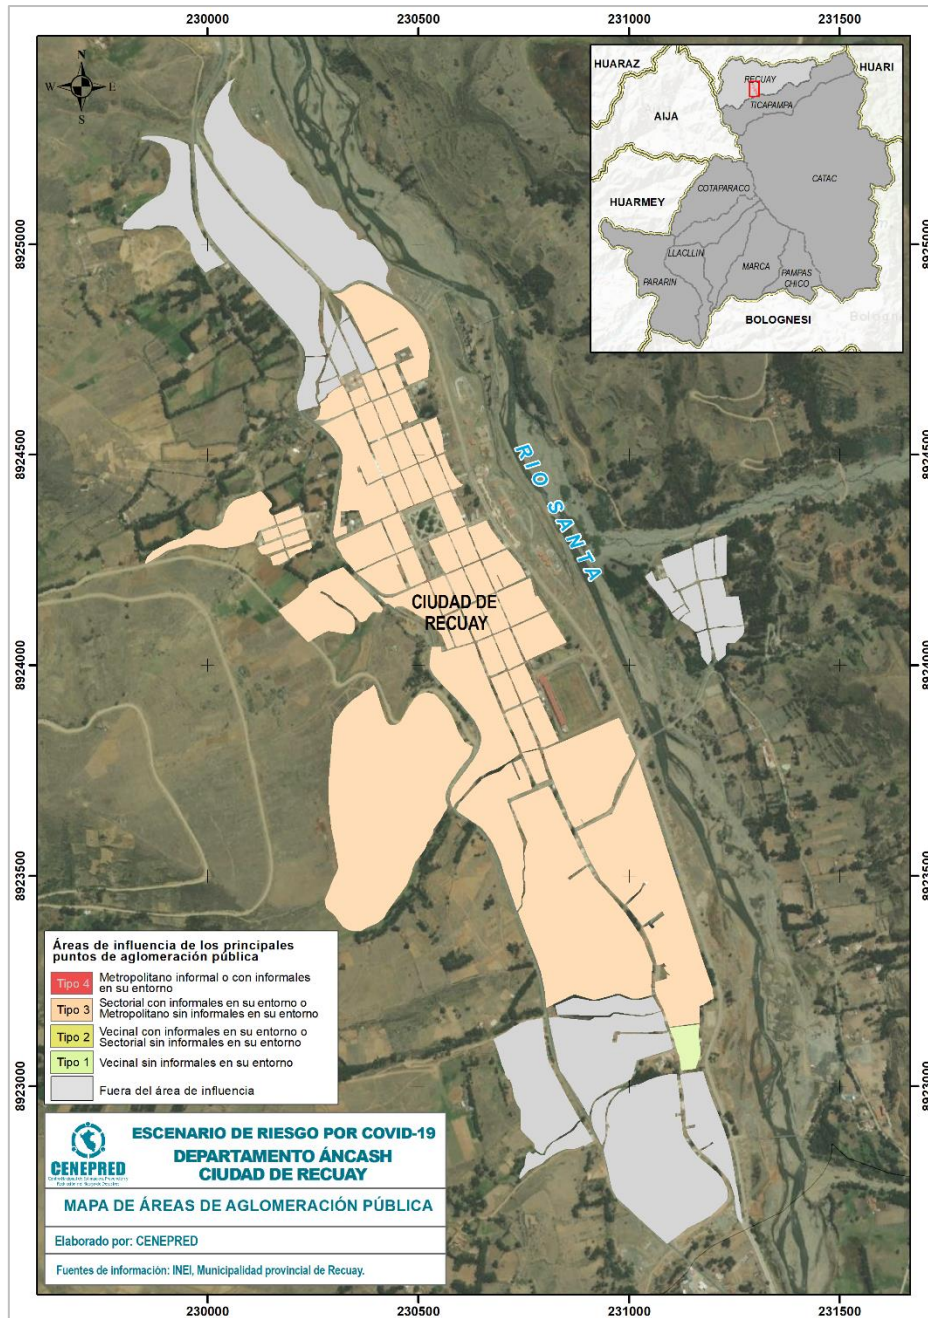 230000 230500 231000 231500
N
W E
S
HUARAZ
HUARI
RECUAY
TICAPAMPA
AIJA
CATAC
COTAPARACO
HUARMEY
LLACLLIN
MARCA
PAMPAS
CHICO
PARARIN
BOLOGNESI
8925000 8925000
8924500 8924500
RIO SANTA
CIUDAD DE
RECUAY
8924000 8924000
8923500 8923500
8923000 8923000
Áreas de influencia de los principales
puntos de aglomeración pública
Tipo 4 Metropolitano informal o con informales
en su entorno
Tipo 3 Sectorial con informales en su entorno o
Metropolitano sin informales en su entorno
Tipo 2 Vecinal con informales en su entorno o
Sectorial sin informales en su entorno
Tipo 1 Vecinal sin informales en su entorno
Fuera del área de influencia
CENEPRED
ESCENARIO DE RIESGO POR COVID-19
DEPARTAMENTO ÁNCASH
CIUDAD DE RECUAY
MAPA DE ÁREAS DE AGLOMERACIÓN PÚBLICA
Elaborado por: CENEPRED
Fuentes de información: INEI, Municipalidad provincial de Recuay.
230000 230500 231000 231500